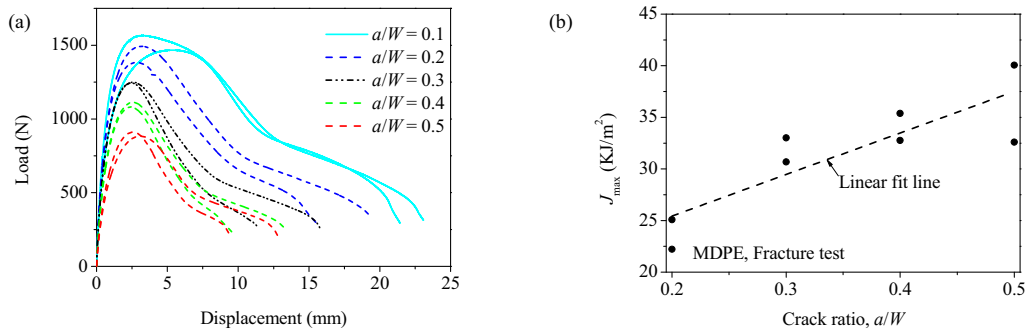 (a)
1500
1000
500
0
Load (N)
0
5
10
15
20
25
Displacement (mm)
a/W = 0.1
a/W = 0.2
a/W = 0.3
a/W = 0.4
a/W = 0.5
(b)
45
40
35
30
25
20
J_max (KJ/m²)
Linear fit line
MDPE, Fracture test
0.2
0.3
0.4
0.5
Crack ratio, a/W